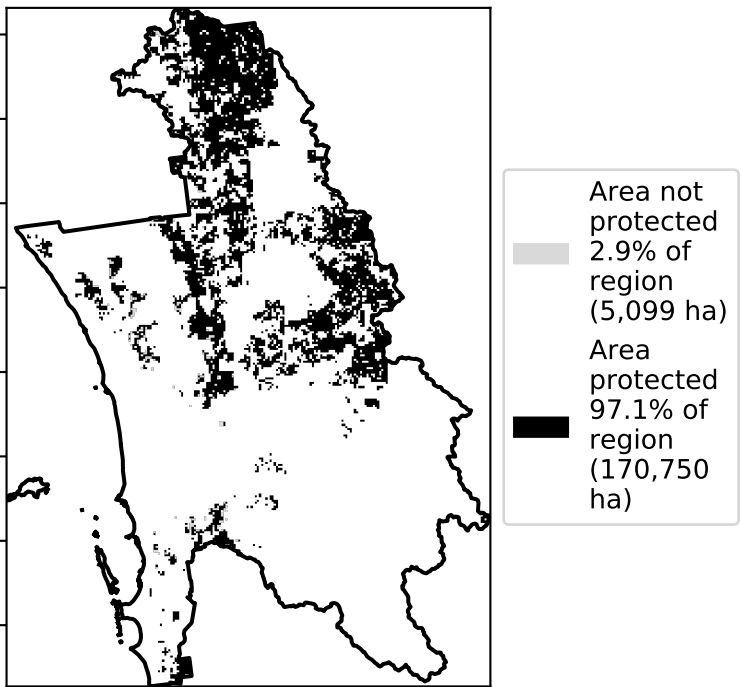 Area not
protected
2.9% of
region
(5,099 ha)
Area
protected
97.1% of
region
(170,750
ha)